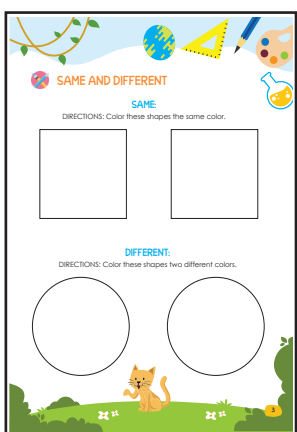 SAME AND DIFFERENT
SAME:
DIRECTIONS: Color these shapes the same color.
DIFFERENT:
DIRECTIONS: Color these shapes two different colors.
3